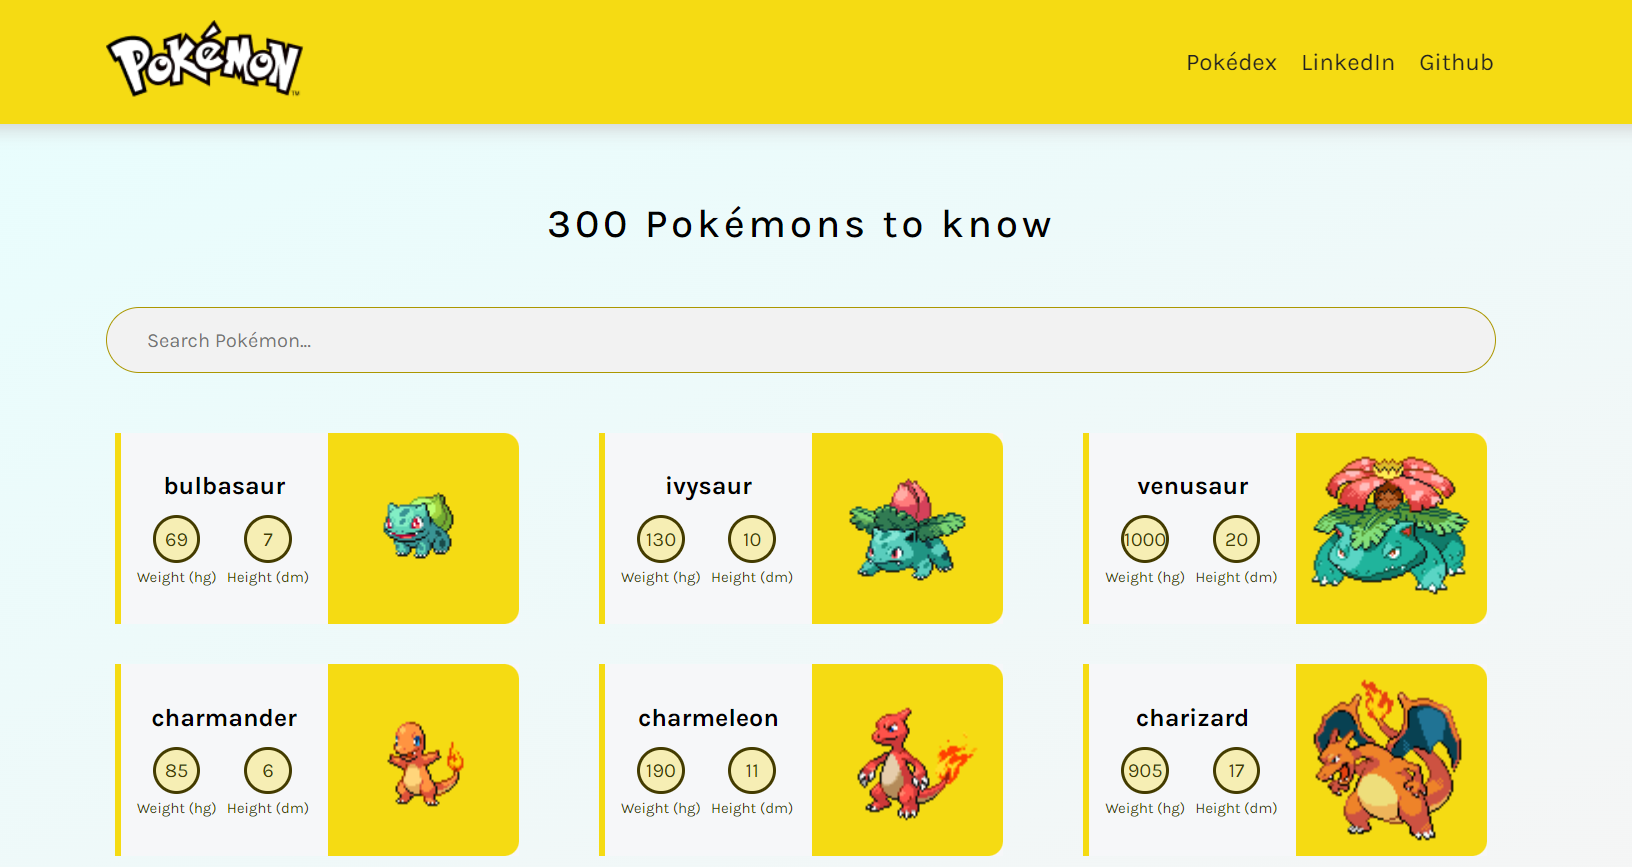 POKéMON
TM
Pokédex LinkedIn Github
300 Pokémons to know
Search Pokémon...
bulbasaur
69 7
Weight (hg) Height (dm)
ivysaur
130 10
Weight (hg) Height (dm)
venusaur
1000 20
Weight (hg) Height (dm)
charmander
85 6
Weight (hg) Height (dm)
charmeleon
190 11
Weight (hg) Height (dm)
charizard
905 17
Weight (hg) Height (dm)